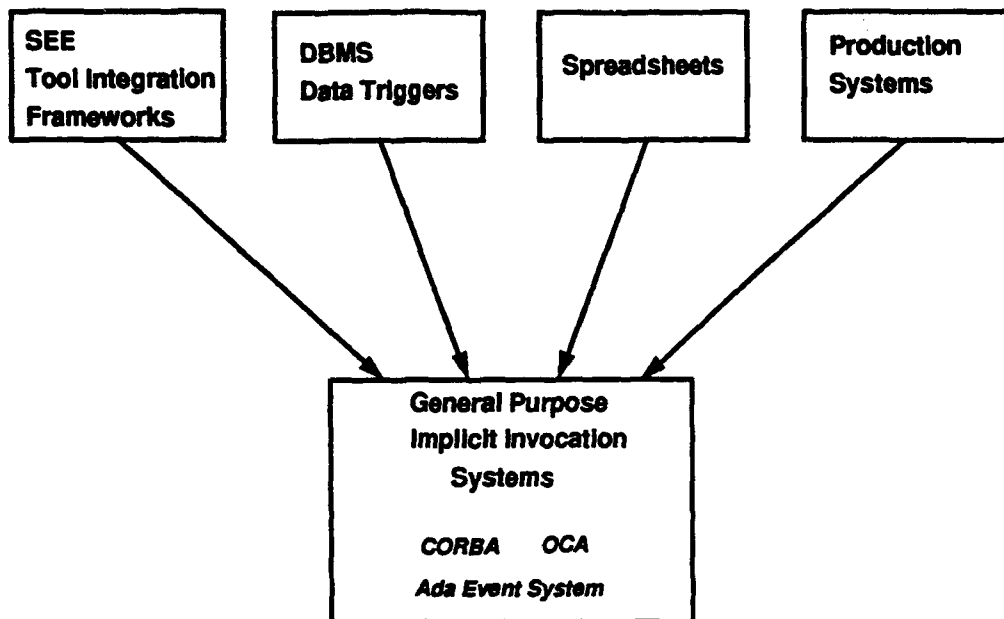 SEE
Tool Integration
Frameworks
DBMS
Data Triggers
Spreadsheets
Production
Systems
General Purpose
Implicit Invocation
Systems
CORBA OCA
Ada Event System